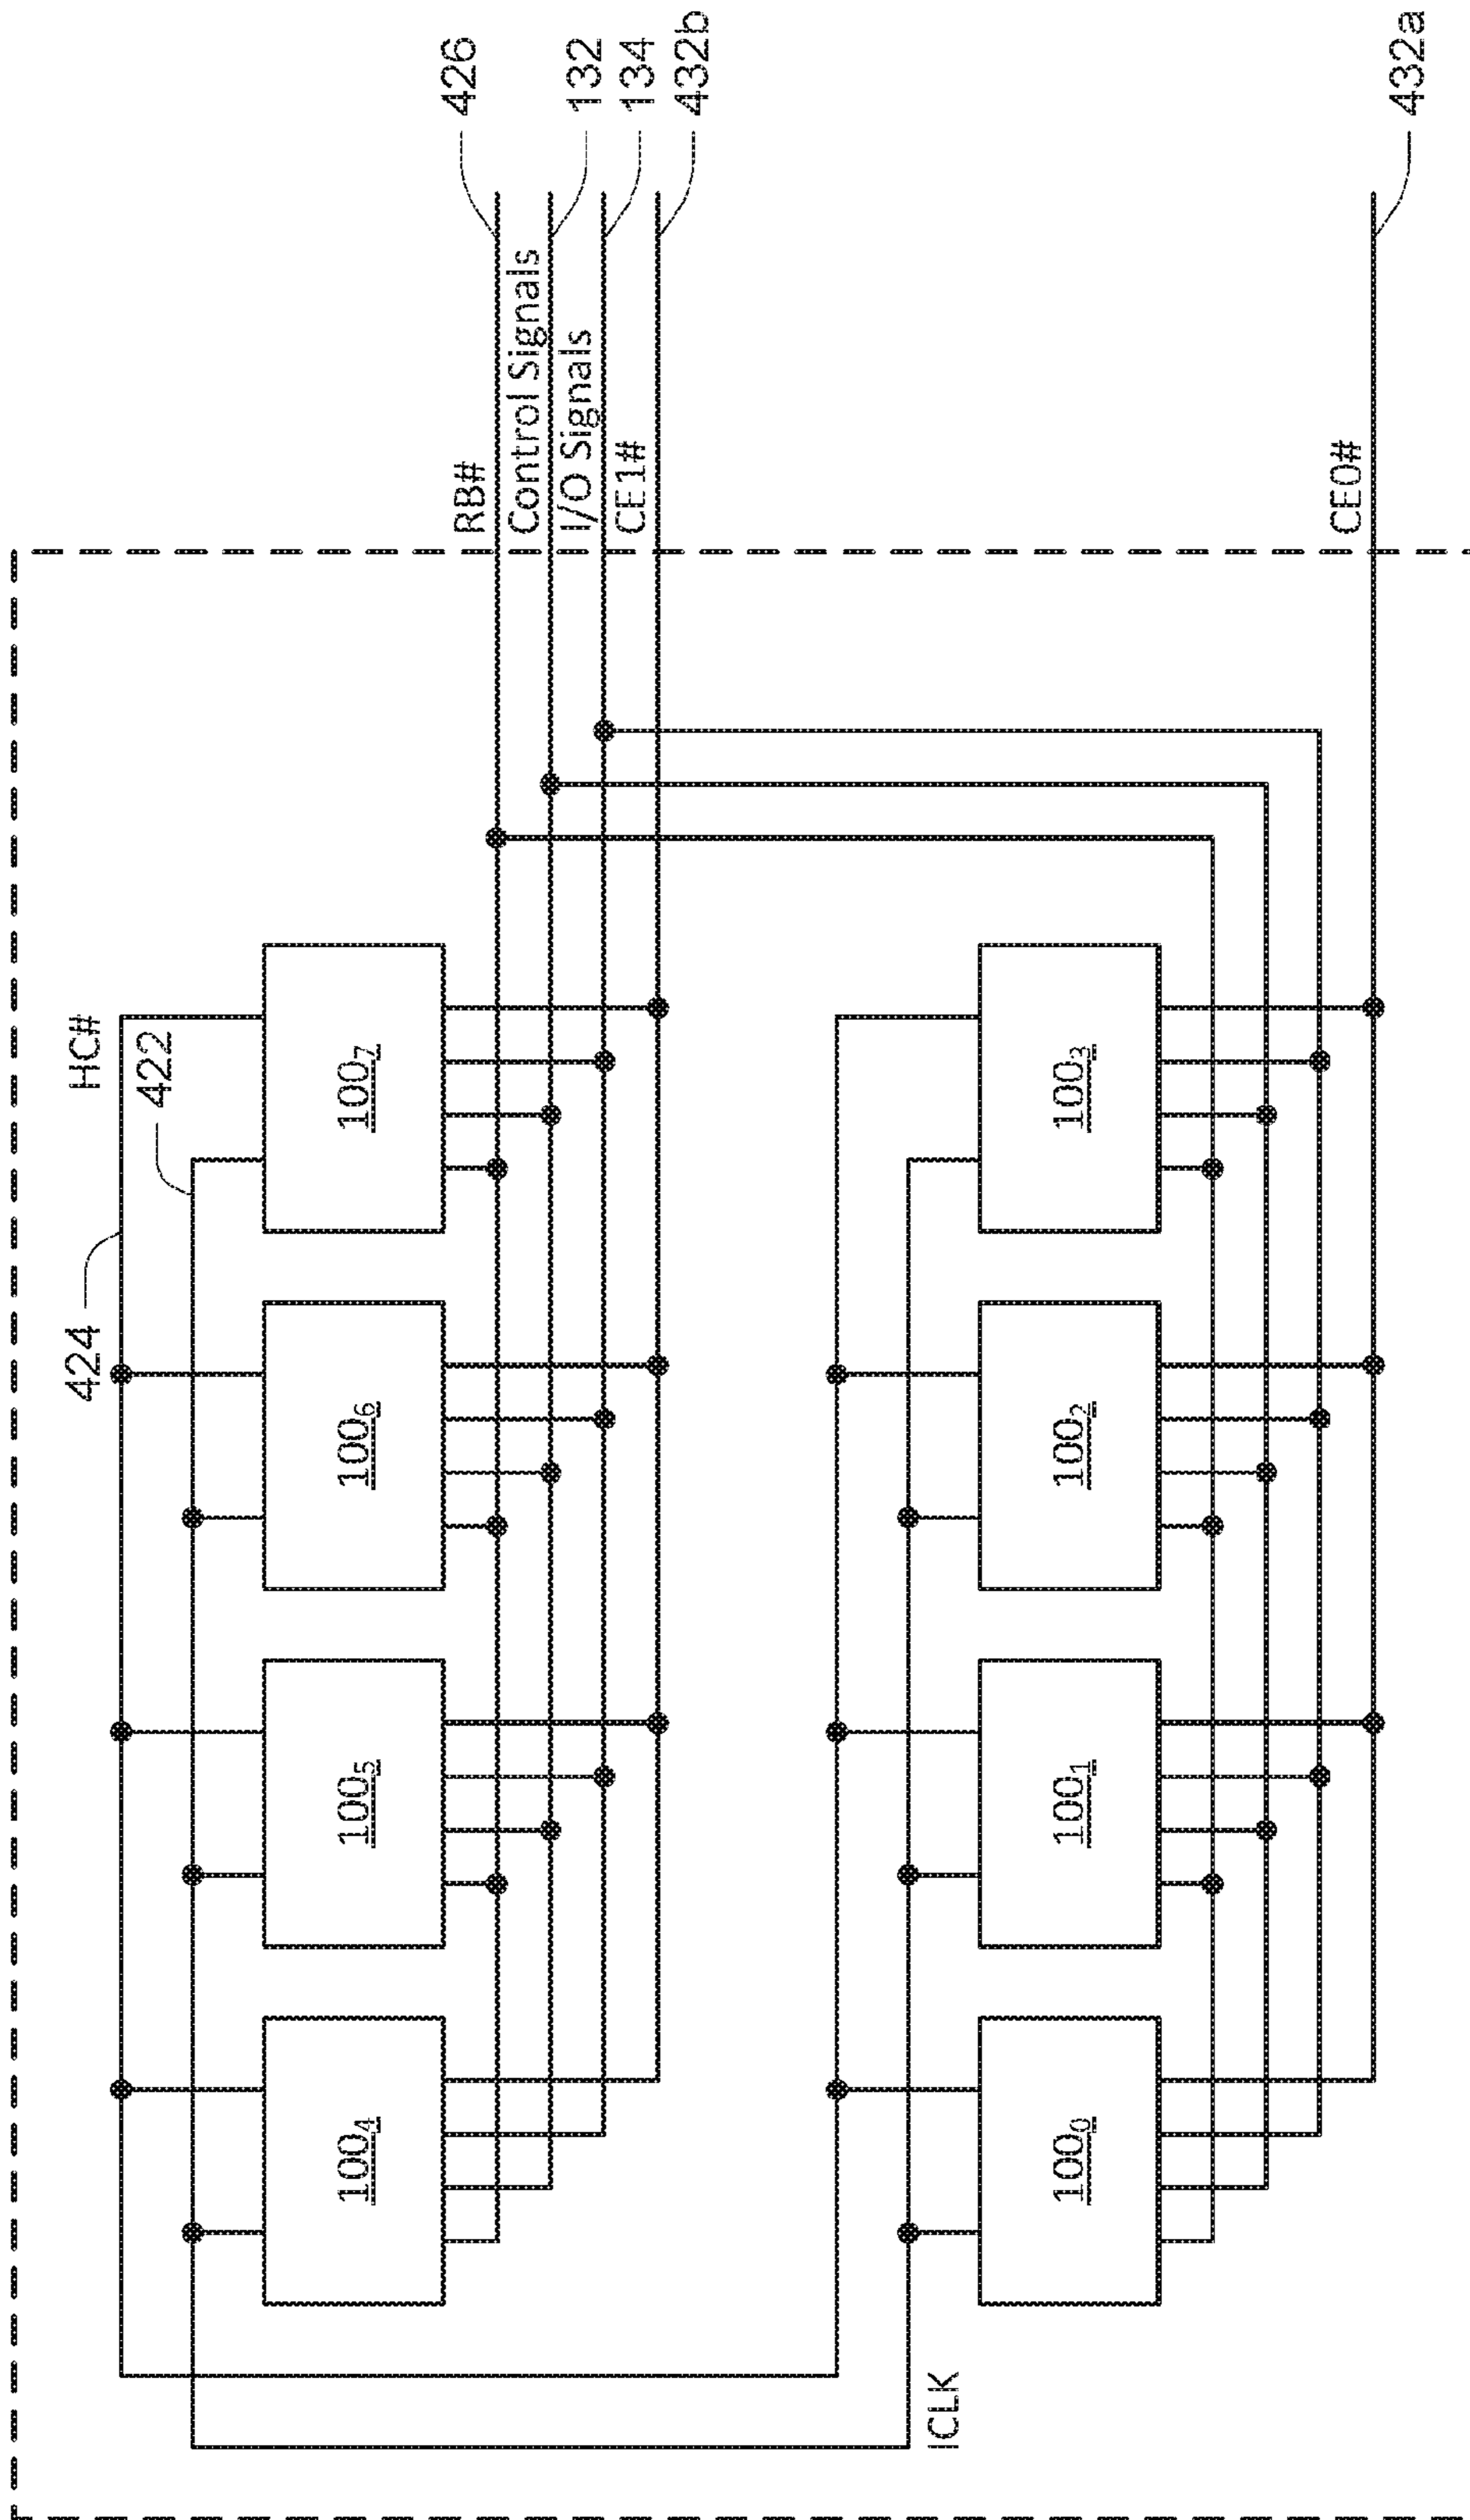 HC#
424
422
100₄
100₅
100₆
100₇
RB#
426
Control Signals
132
I/O Signals
134
CE1#
432b
ICLK
100₀
100₁
100₂
100₃
CE0#
432a